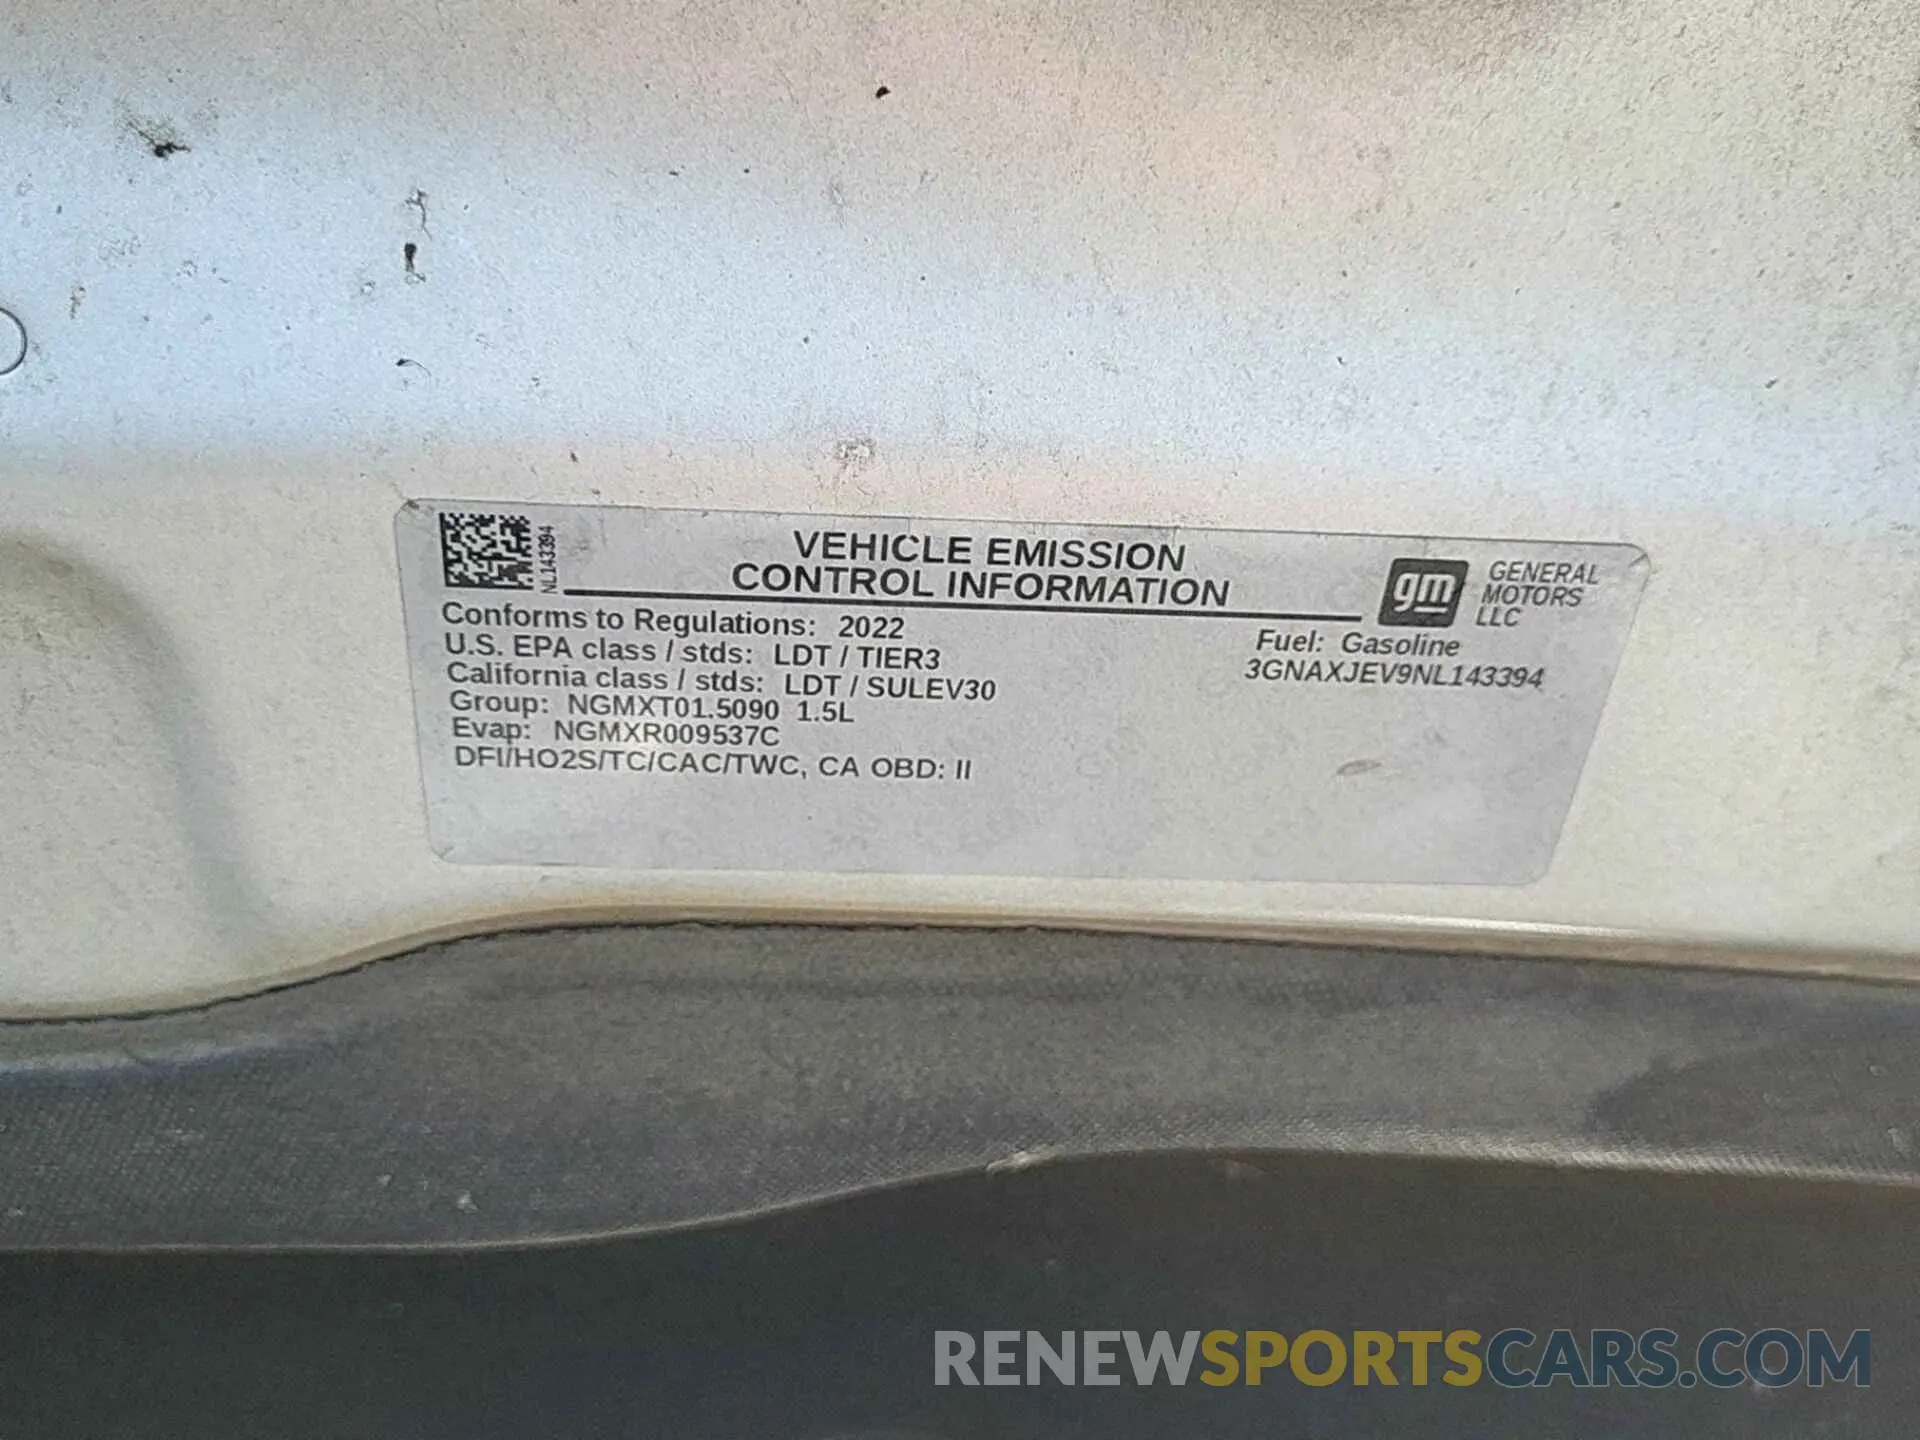 NL143394
VEHICLE EMISSION
CONTROL INFORMATION
gm
GENERAL
MOTORS
LLC
Conforms to Regulations: 2022
U.S. EPA class / stds: LDT / TIER3
California class / stds: LDT / SULEV30
Group: NGMXT01.5090 1.5L
Evap: NGMXR009537C
DFI/HO2S/TC/CAC/TWC, CA OBD: II
Fuel: Gasoline
3GNAXJEV9NL143394
RENEWSPORTSCARS.COM